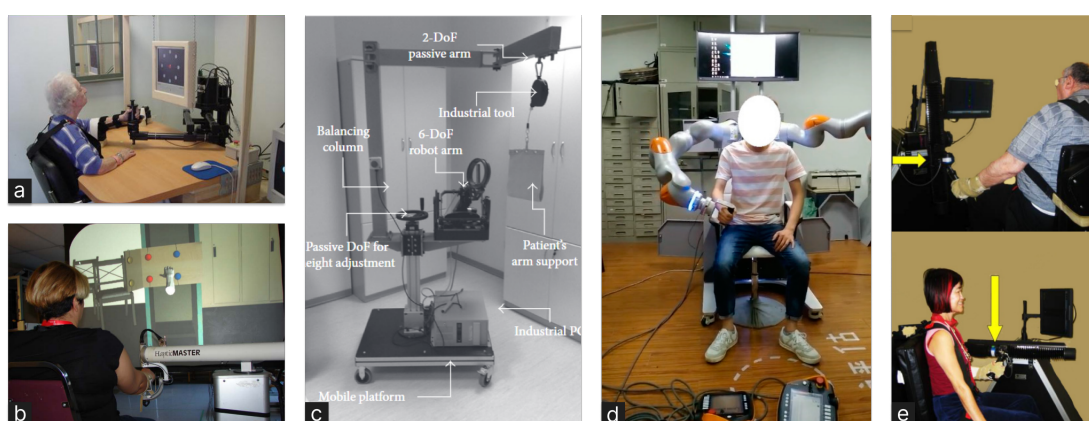 a
b
HapticMASTER
2-DoF
passive arm
Industrial tool
Balancing
column
6-DoF
robot arm
Passive DoF for
eight adjustment
Patient's
arm support
Industrial PC
Mobile platform
c
d
e